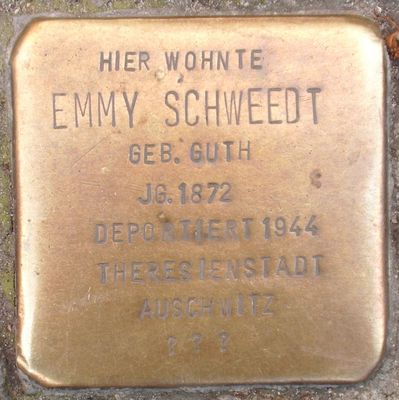 HIER WOHNTE
EMMY SCHWEEDT
GEB. GUTH
JG. 1872
DEPORTIERT 1944
THERESIENSTADT
AUSCHWITZ
? ? ?